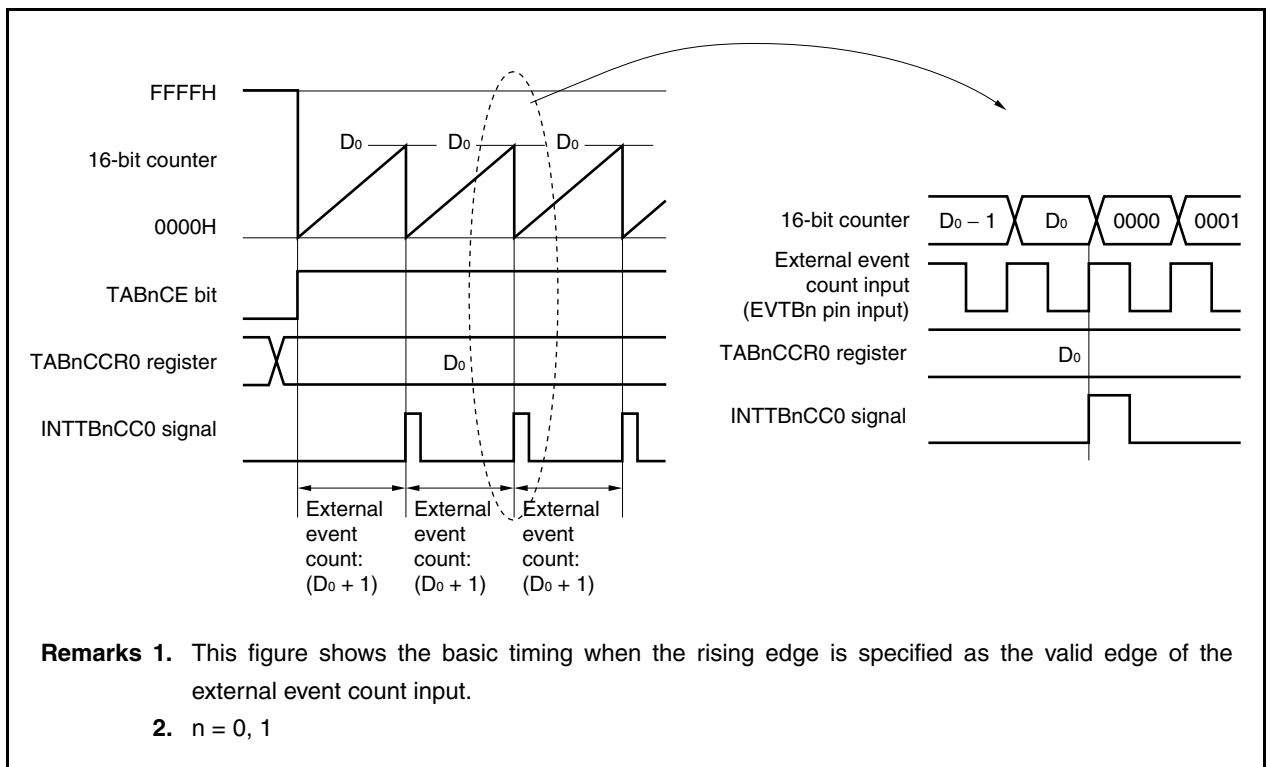 FFFFH
16-bit counter
0000H
D0
D0
D0
TABnCE bit
TABnCCR0 register
D0
INTTBnCC0 signal
External
event
count:
(D0 + 1)
External
event
count:
(D0 + 1)
External
event
count:
(D0 + 1)
16-bit counter
D0 − 1
D0
0000
0001
External event
count input
(EVTBn pin input)
TABnCCR0 register
D0
INTTBnCC0 signal
Remarks 1. This figure shows the basic timing when the rising edge is specified as the valid edge of the
external event count input.
2. n = 0, 1